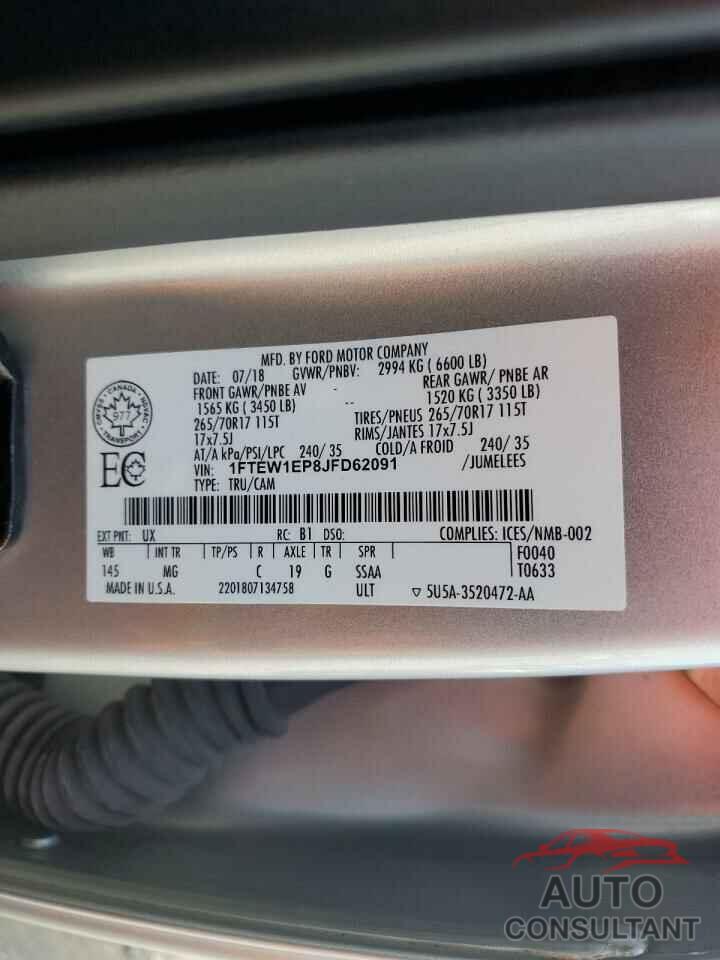 MFD. BY FORD MOTOR COMPANY
DATE: 07/18 GVWR/PNBV: 2994 KG ( 6600 LB)
FRONT GAWR/PNBE AV - REAR GAWR/ PNBE AR
1565 KG ( 3450 LB) -- 1520 KG ( 3350 LB)
265/70R17 115T TIRES/PNEUS 265/70R17 115T
17x7.5J RIMS/JANTES 17x7.5J
AT/A kPa/PSI/LPC 240/ 35 COLD/A FROID 240/ 35
VIN: 1FTEW1EP8JFD62091 /JUMELEES
TYPE: TRU/CAM
CANADA
CMVSS NSVAC
977
TRANSPORT
EC
EXT PNT: UX RC: B1 DSO: COMPLIES: ICES/NMB-002
WB INT TR TP/PS R AXLE TR SPR F0040
145 MG C 19 G SSAA T0633
MADE IN U.S.A. 2201807134758 ULT ▽ 5U5A-3520472-AA
AUTO
CONSULTANT